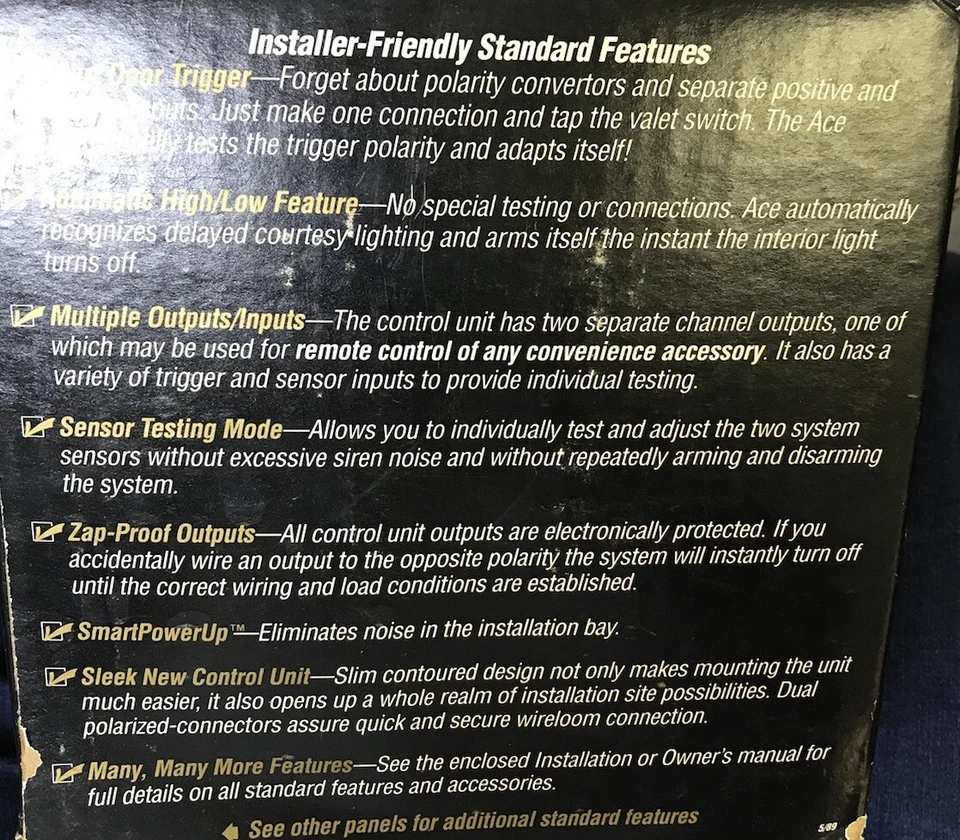 Installer-Friendly Standard Features
Door Trigger—Forget about polarity convertors and separate positive and
Just make one connection and tap the valet switch. The Ace
tests the trigger polarity and adapts itself!
Automatic High/Low Feature—No special testing or connections. Ace automatically
recognizes delayed courtesy lighting and arms itself the instant the interior light
turns off.
Multiple Outputs/Inputs—The control unit has two separate channel outputs, one of
which may be used for remote control of any convenience accessory. It also has a
variety of trigger and sensor inputs to provide individual testing.
Sensor Testing Mode—Allows you to individually test and adjust the two system
sensors without excessive siren noise and without repeatedly arming and disarming
the system.
Zap-Proof Outputs—All control unit outputs are electronically protected. If you
accidentally wire an output to the opposite polarity the system will instantly turn off
until the correct wiring and load conditions are established.
SmartPowerUp™—Eliminates noise in the installation bay.
Sleek New Control Unit—Slim contoured design not only makes mounting the unit
much easier, it also opens up a whole realm of installation site possibilities. Dual
polarized-connectors assure quick and secure wireloom connection.
Many, Many More Features—See the enclosed Installation or Owner's manual for
full details on all standard features and accessories.
See other panels for additional standard features
5/89